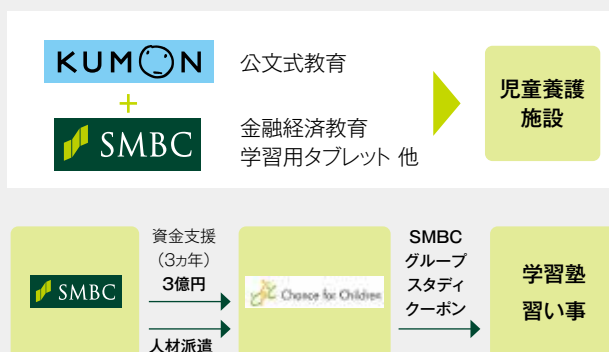 KUMON
公文式教育
+
SMBC
金融経済教育
学習用タブレット 他
児童養護
施設
SMBC
資金支援
(3カ年)
3億円
人材派遣
Chance for Children
SMBC
グループ
スタディ
クーポン
学習塾
習い事